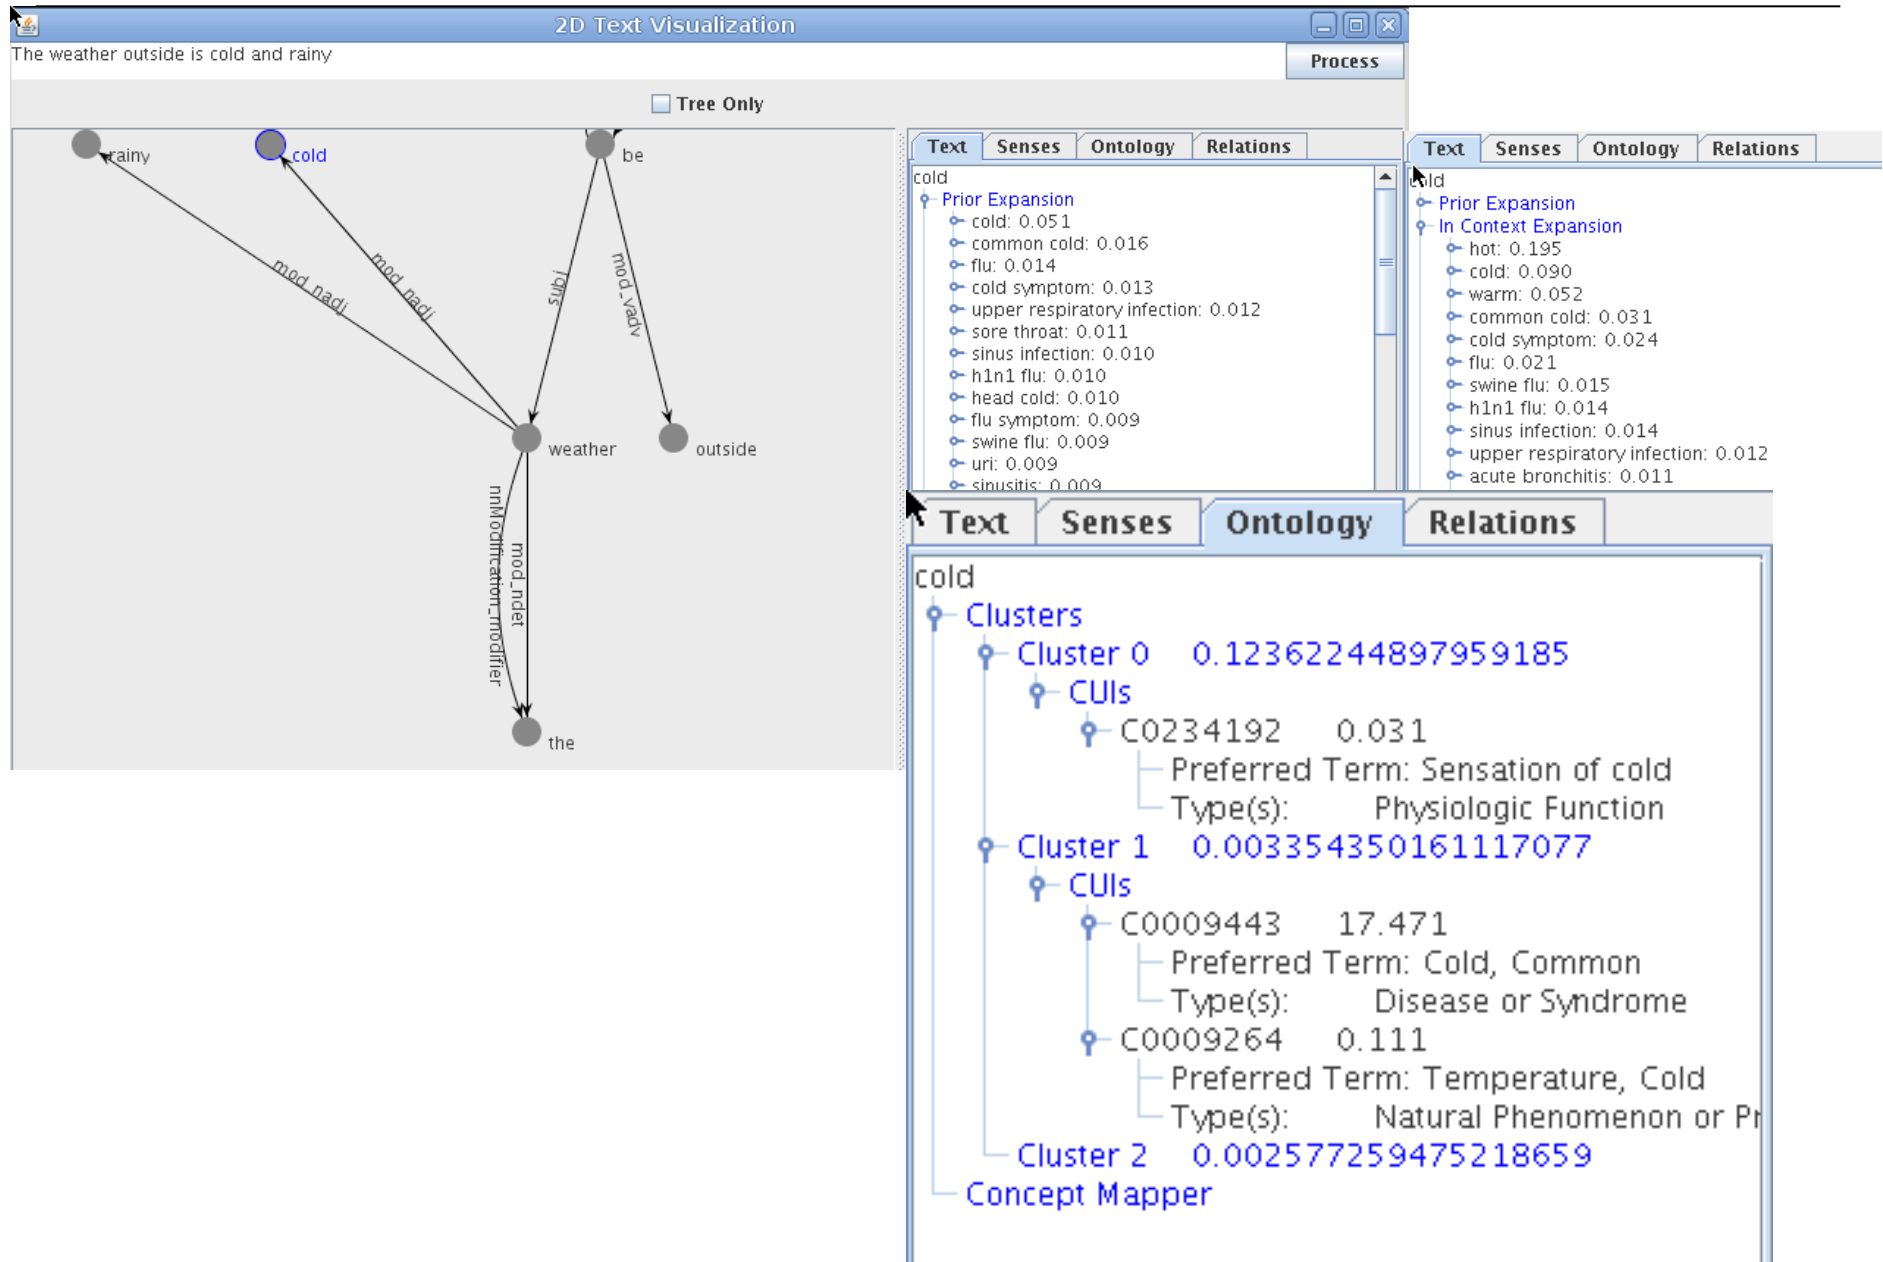 2D Text Visualization
The weather outside is cold and rainy
Process
Tree Only
rainy
cold
be
mod_nadj
mod_nadj
subj
mod_vadv
weather
outside
nnModification_modifier
mod_ndet
the
Text Senses Ontology Relations
cold
Prior Expansion
cold: 0.051
common cold: 0.016
flu: 0.014
cold symptom: 0.013
upper respiratory infection: 0.012
sore throat: 0.011
sinus infection: 0.010
h1n1 flu: 0.010
head cold: 0.010
flu symptom: 0.009
swine flu: 0.009
uri: 0.009
sinusitis: 0.009
Text Senses Ontology Relations
cold
Prior Expansion
In Context Expansion
hot: 0.195
cold: 0.090
warm: 0.052
common cold: 0.031
cold symptom: 0.024
flu: 0.021
swine flu: 0.015
h1n1 flu: 0.014
sinus infection: 0.014
upper respiratory infection: 0.012
acute bronchitis: 0.011
Text Senses Ontology Relations
cold
Clusters
Cluster 0 0.12362244897959185
CUIs
C0234192 0.031
Preferred Term: Sensation of cold
Type(s): Physiologic Function
Cluster 1 0.003354350161117077
CUIs
C0009443 17.471
Preferred Term: Cold, Common
Type(s): Disease or Syndrome
C0009264 0.111
Preferred Term: Temperature, Cold
Type(s): Natural Phenomenon or Pr
Cluster 2 0.002577259475218659
Concept Mapper